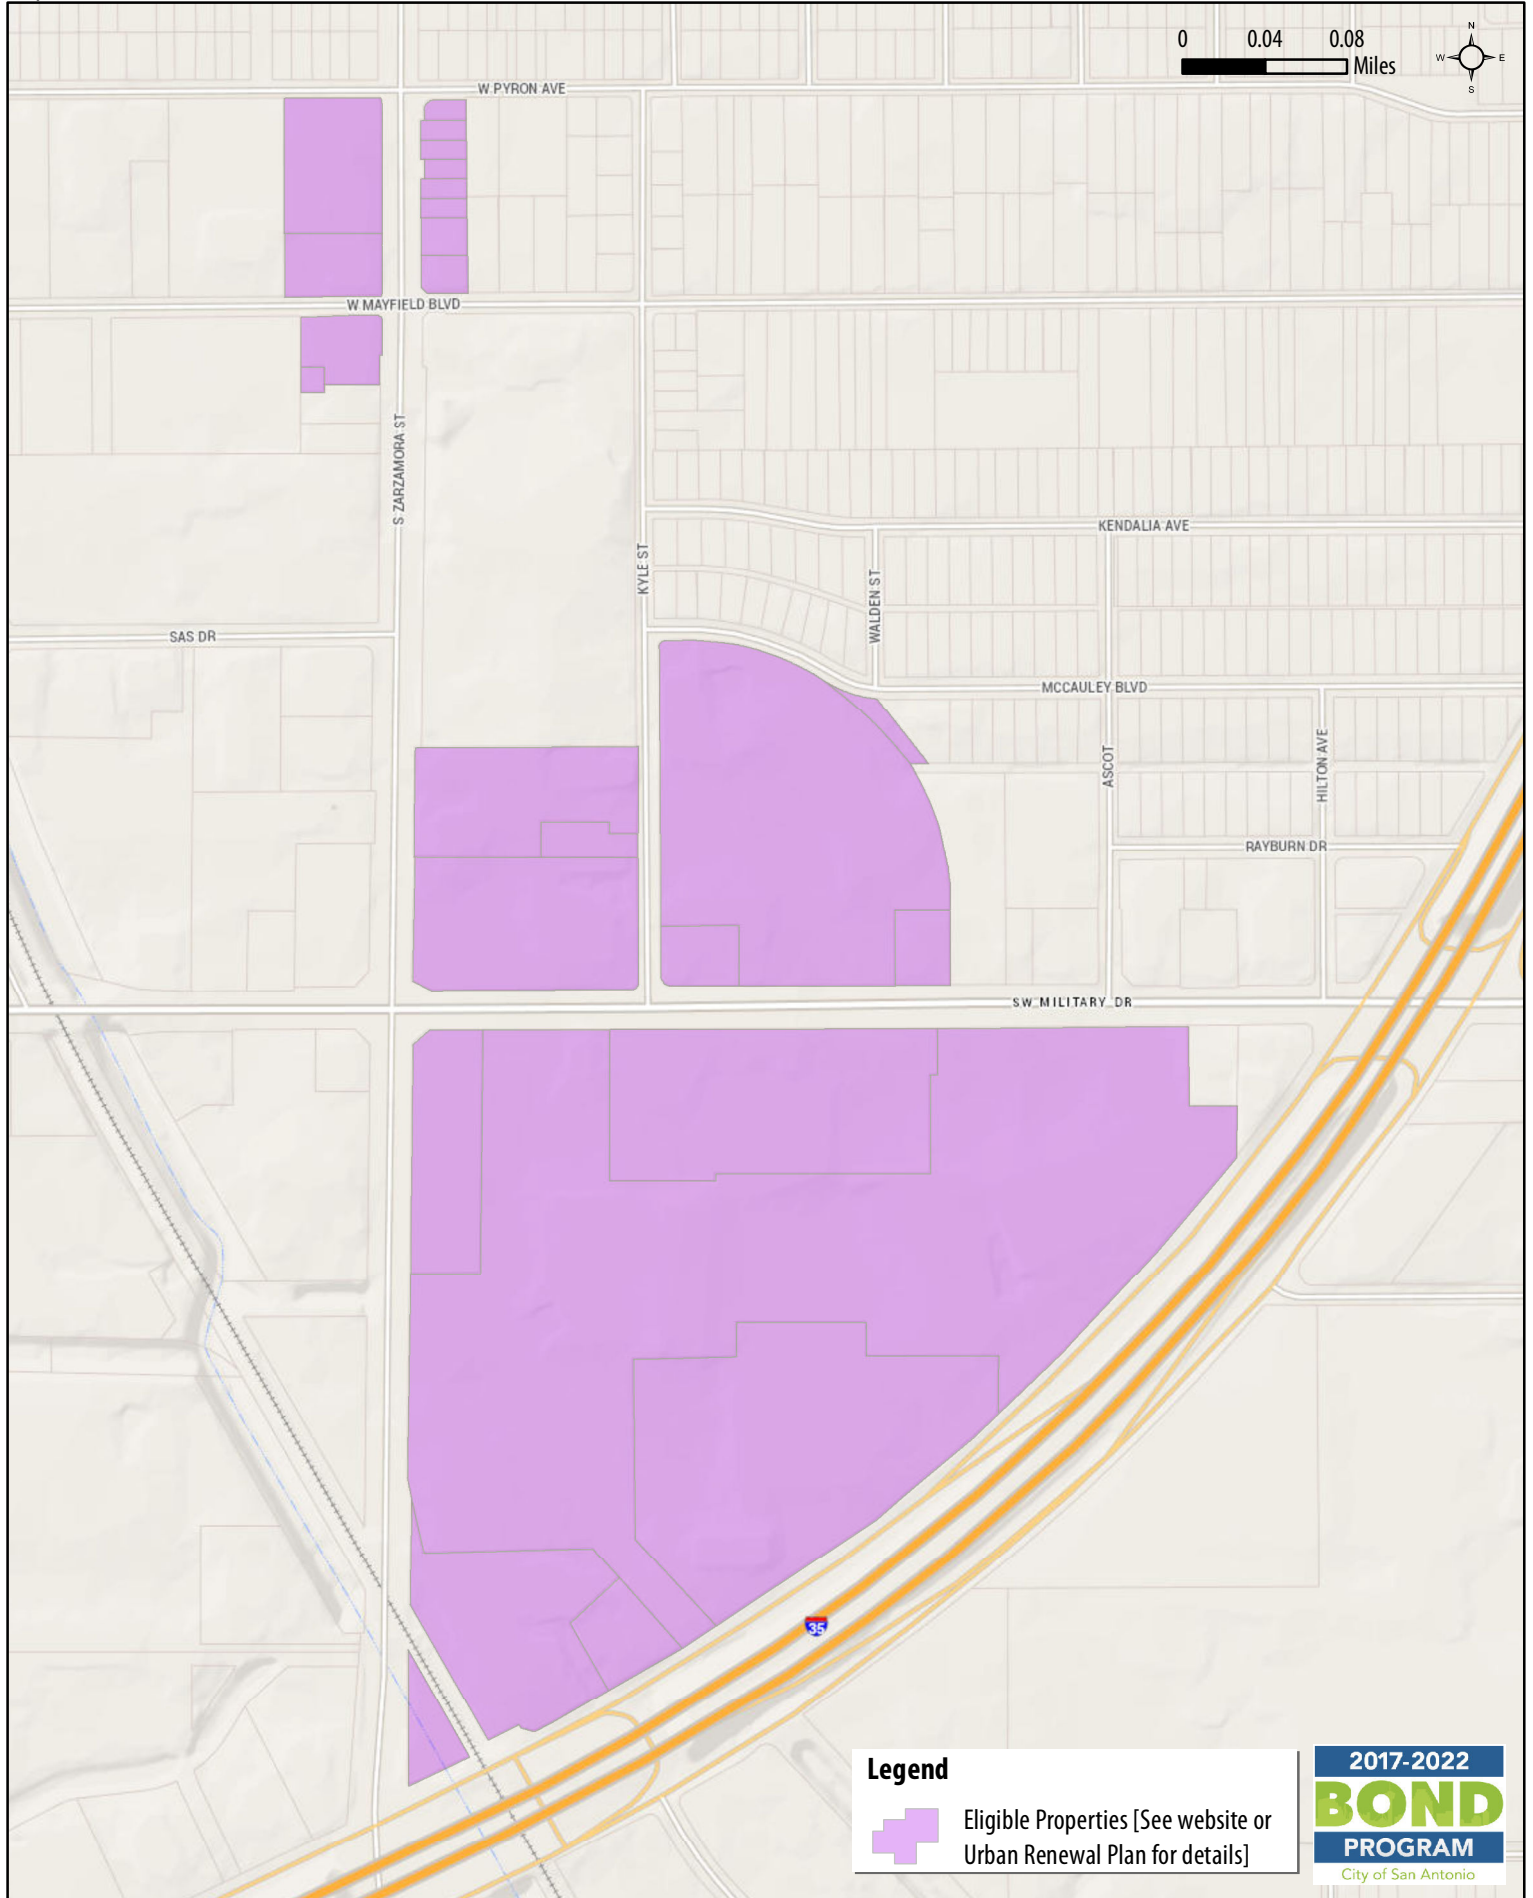 0 0.04 0.08
Miles
N
W E
S
W PYRON AVE
W MAYFIELD BLVD
S ZARZAMORA ST
KENDALIA AVE
KYLE ST
WALDEN ST
SAS DR
MCCAULEY BLVD
ASCOT
HILTON AVE
RAYBURN DR
SW MILITARY DR
35
Legend
Eligible Properties [See website or
Urban Renewal Plan for details]
2017-2022
BOND
PROGRAM
City of San Antonio